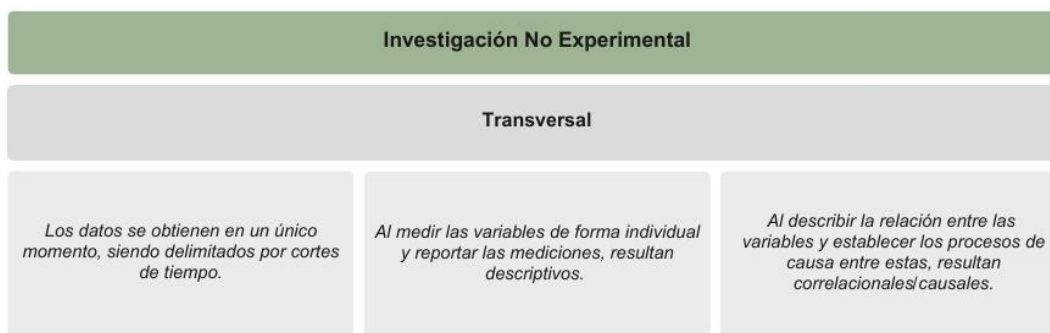 Investigación No Experimental
Transversal
Los datos se obtienen en un único
momento, siendo delimitados por cortes
de tiempo.
Al medir las variables de forma individual
y reportar las mediciones, resultan
descriptivos.
Al describir la relación entre las
variables y establecer los procesos de
causa entre estas, resultan
correlacionales/causales.